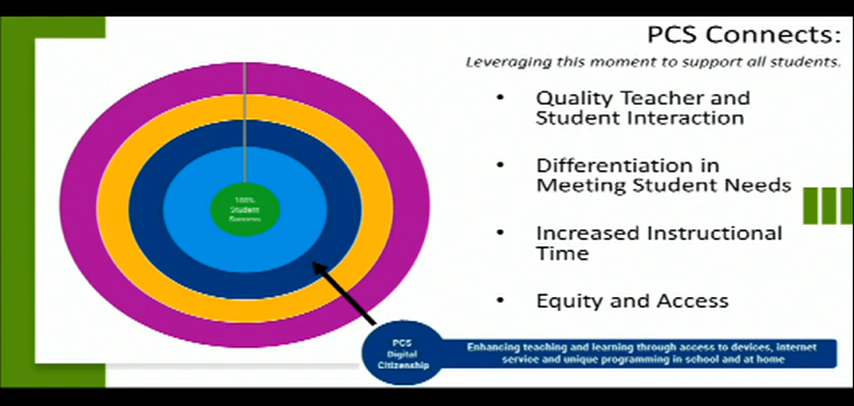 PCS Connects:
Leveraging this moment to support all students.
• Quality Teacher and
Student Interaction
• Differentiation in
Meeting Student Needs
• Increased Instructional
Time
• Equity and Access
100%
Student
Success
PCS
Digital
Citizenship
Enhancing teaching and learning through access to devices, internet
service and unique programming in school and at home